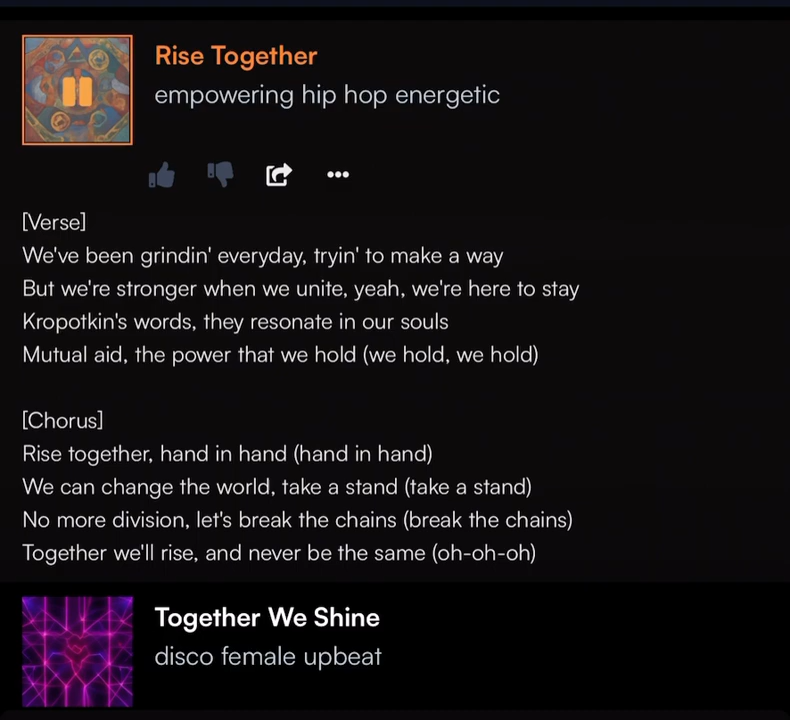 Rise Together
empowering hip hop energetic
[Verse]
We've been grindin' everyday, tryin' to make a way
But we're stronger when we unite, yeah, we're here to stay
Kropotkin's words, they resonate in our souls
Mutual aid, the power that we hold (we hold, we hold)
[Chorus]
Rise together, hand in hand (hand in hand)
We can change the world, take a stand (take a stand)
No more division, let's break the chains (break the chains)
Together we'll rise, and never be the same (oh-oh-oh)
Together We Shine
disco female upbeat